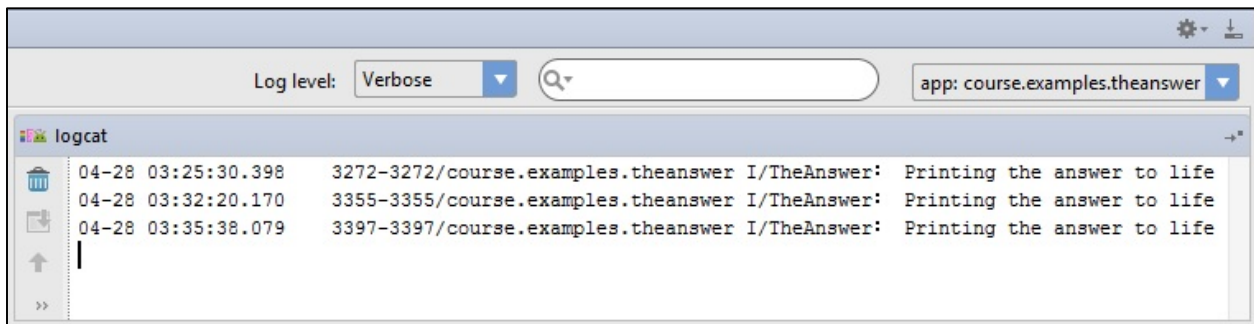 Log level: Verbose app: course.examples.theanswer
logcat
04-28 03:25:30.398 3272-3272/course.examples.theanswer I/TheAnswer: Printing the answer to life
04-28 03:32:20.170 3355-3355/course.examples.theanswer I/TheAnswer: Printing the answer to life
04-28 03:35:38.079 3397-3397/course.examples.theanswer I/TheAnswer: Printing the answer to life